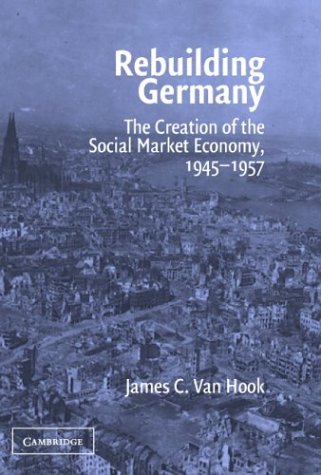 Rebuilding
Germany
The Creation of the
Social Market Economy,
1945–1957
James C. Van Hook
CAMBRIDGE